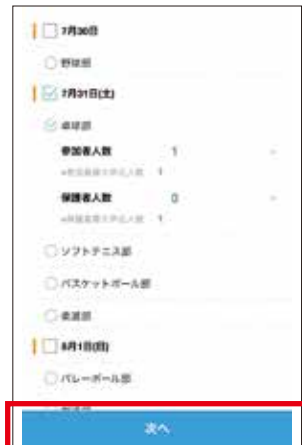 7月30日
野球部
7月31日(土)
卓球部
参加者人数 1
保護者人数 0
ソフトテニス部
バスケットボール部
柔道部
8月1日(日)
バレーボール部
次へ